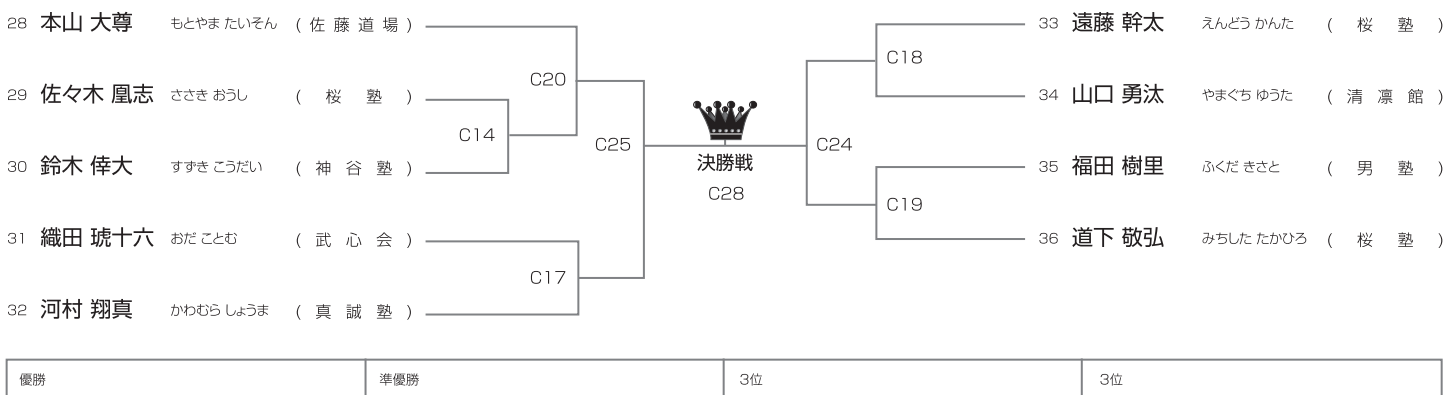 28 本山 大尊 もとやま たいそん (佐藤道場)
29 佐々木 凰志 ささき おうし (桜塾)
30 鈴木 倖大 すずき こうだい (神谷塾)
31 織田 琥十六 おだ ことむ (武心会)
32 河村 翔真 かわむら しょうま (真誠塾)
C20
C14
C25
C17
決勝戦
C28
C24
C18
C19
33 遠藤 幹太 えんどう かんた (桜塾)
34 山口 勇汰 やまぐち ゆうた (清凛館)
35 福田 樹里 ふくだ きさと (男塾)
36 道下 敬弘 みちした たかひろ (桜塾)
優勝 準優勝 3位 3位